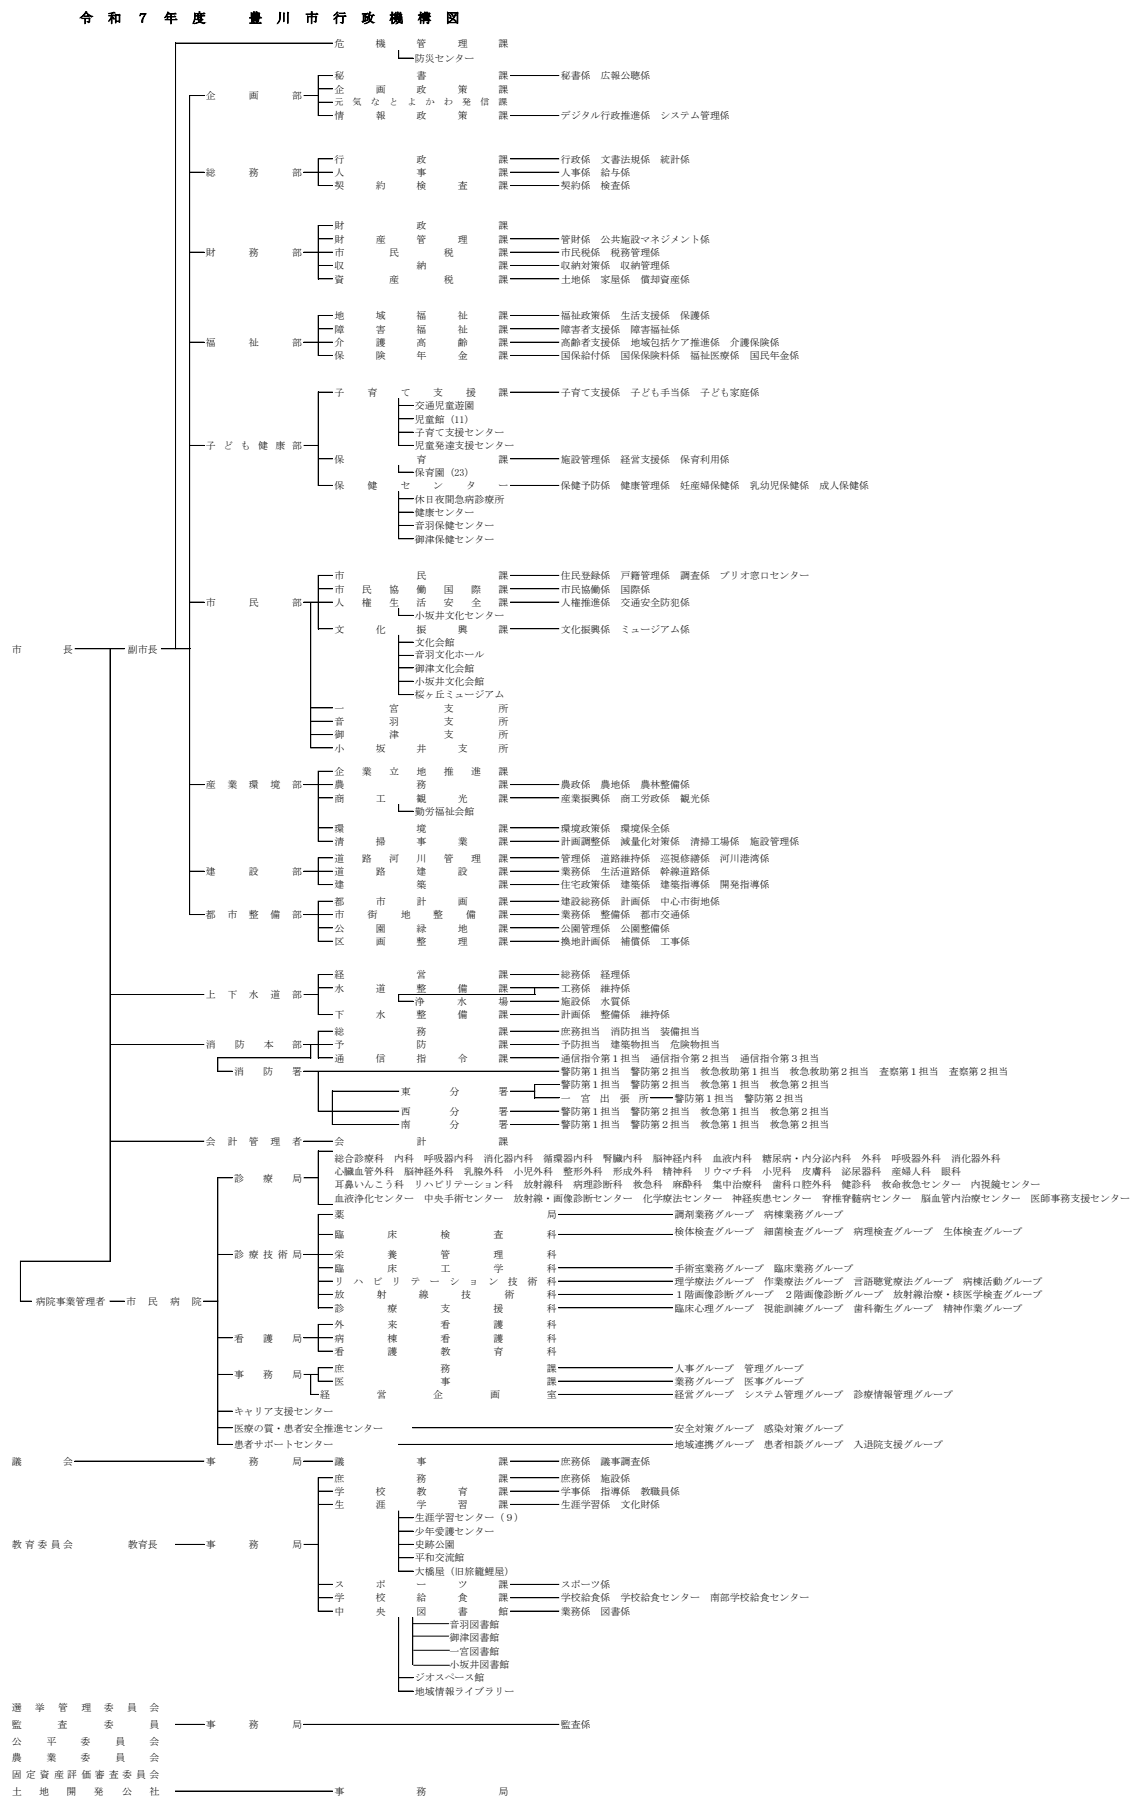 令和７年度　豊川市行政機構図
危機管理課
防災センター
秘書課　秘書係　広報公聴係
企画政策課
企画部
元気なとよかわ発信課
情報政策課　デジタル行政推進係　システム管理係
行政課　行政係　文書法規係　統計係
総務部　人事課　人事係　給与係
契約検査課　契約係　検査係
財政課
財産管理課　管財係　公共施設マネジメント係
財務部　市民税課　市民税係　税務管理係
収納課　収納対策係　収納管理係
資産税課　土地係　家屋係　償却資産係
地域福祉課　福祉政策係　生活支援係　保護係
障害福祉課　障害者支援係　障害福祉係
福祉部　介護高齢課　高齢者支援係　地域包括ケア推進係　介護保険係
保険年金課　国保給付係　国保保険料係　福祉医療係　国民年金係
子育て支援課　子育て支援係　子ども手当係　子ども家庭係
交通児童遊園
児童館（11）
子育て支援センター
子ども健康部　児童発達支援センター
保育課　施設管理係　経営支援係　保育利用係
保育園（23）
保健センター　保健予防係　健康管理係　妊産婦保健係　乳幼児保健係　成人保健係
休日夜間急病診療所
健康センター
音羽保健センター
御津保健センター
市民課　住民登録係　戸籍管理係　調査係　プリオ窓口センター
市民協働国際課　市民協働係　国際係
市民部　人権生活安全課　人権推進係　交通安全防犯係
小坂井文化センター
文化振興課　文化振興係　ミュージアム係
文化会館
市長　副市長　音羽文化ホール
御津文化会館
小坂井文化会館
桜ヶ丘ミュージアム
一宮支所
音羽支所
御津支所
小坂井支所
企業立地推進課
産業環境部　農務課　農政係　農地係　農林整備係
商工観光課　産業振興係　商工労政係　観光係
勤労福祉会館
環境課　環境政策係　環境保全係
清掃事業課　計画調整係　減量化対策係　清掃工場係　施設管理係
道路河川管理課　管理係　道路維持係　巡視修繕係　河川港湾係
建設部　道路建設課　業務係　生活道路係　幹線道路係
建築課　住宅政策係　建築係　建築指導係　開発指導係
都市計画課　建設総務係　計画係　中心市街地係
都市整備部　市街地整備課　業務係　整備係　都市交通係
公園緑地課　公園管理係　公園整備係
区画整理課　換地計画係　補償係　工事係
経営課　総務係　経理係
水道整備課　工務係　維持係
上下水道部　浄水場　施設係　水質係
下水整備課　計画係　整備係　維持係
総務課　庶務担当　消防担当　装備担当
消防本部　予防課　予防担当　建築物担当　危険物担当
通信指令課　通信指令第１担当　通信指令第２担当　通信指令第３担当
消防署　警防第１担当　警防第２担当　救急救助第１担当　救急救助第２担当　査察第１担当　査察第２担当
東分署　警防第１担当　警防第２担当　救急第１担当　救急第２担当
一宮出張所　警防第１担当　警防第２担当
西分署　警防第１担当　警防第２担当　救急第１担当　救急第２担当
南分署　警防第１担当　警防第２担当　救急第１担当　救急第２担当
会計管理者　会計課
総合診療科　内科　呼吸器内科　消化器内科　循環器内科　腎臓内科　脳神経内科　血液内科　糖尿病・内分泌内科　外科　呼吸器外科　消化器外科
診療局　心臓血管外科　脳神経外科　乳腺外科　小児外科　整形外科　形成外科　精神科　リウマチ科　小児科　皮膚科　泌尿器科　産婦人科　眼科
耳鼻いんこう科　リハビリテーション科　放射線科　病理診断科　救急科　麻酔科　集中治療科　歯科口腔外科　健診科　救命救急センター　内視鏡センター
血液浄化センター　中央手術センター　放射線・画像診断センター　化学療法センター　神経疾患センター　脊椎脊髄病センター　脳血管内治療センター　医師事務支援センター
薬局　調剤業務グループ　病棟業務グループ
臨床検査科　検体検査グループ　細菌検査グループ　病理検査グループ　生体検査グループ
診療技術局　栄養管理科
臨床工学科　手術室業務グループ　臨床業務グループ
リハビリテーション技術科　理学療法グループ　作業療法グループ　言語聴覚療法グループ　病棟活動グループ
病院事業管理者　市民病院　放射線技術科　１階画像診断グループ　２階画像診断グループ　放射線治療・核医学検査グループ
診療支援科　臨床心理グループ　視能訓練グループ　歯科衛生グループ　精神作業グループ
外来看護科
看護局　病棟看護科
看護教育科
庶務課　人事グループ　管理グループ
事務局　医事課　業務グループ　医事グループ
経営企画室　経営グループ　システム管理グループ　診療情報管理グループ
キャリア支援センター
医療の質・患者安全推進センター　安全対策グループ　感染対策グループ
患者サポートセンター　地域連携グループ　患者相談グループ　入退院支援グループ
議会　事務局　議事課　庶務係　議事調査係
庶務課　庶務係　施設係
学校教育課　学事係　指導係　教職員係
生涯学習課　生涯学習係　文化財係
生涯学習センター（９）
少年愛護センター
教育委員会　教育長　事務局　史跡公園
平和交流館
大橋屋（旧旅籠鯉屋）
スポーツ課　スポーツ係
学校給食課　学校給食係　学校給食センター　南部学校給食センター
中央図書館　業務係　図書係
音羽図書館
御津図書館
一宮図書館
小坂井図書館
ジオスペース館
地域情報ライブラリー
選挙管理委員会
監査委員　事務局　監査係
公平委員会
農業委員会
固定資産評価審査委員会
土地開発公社　事務局